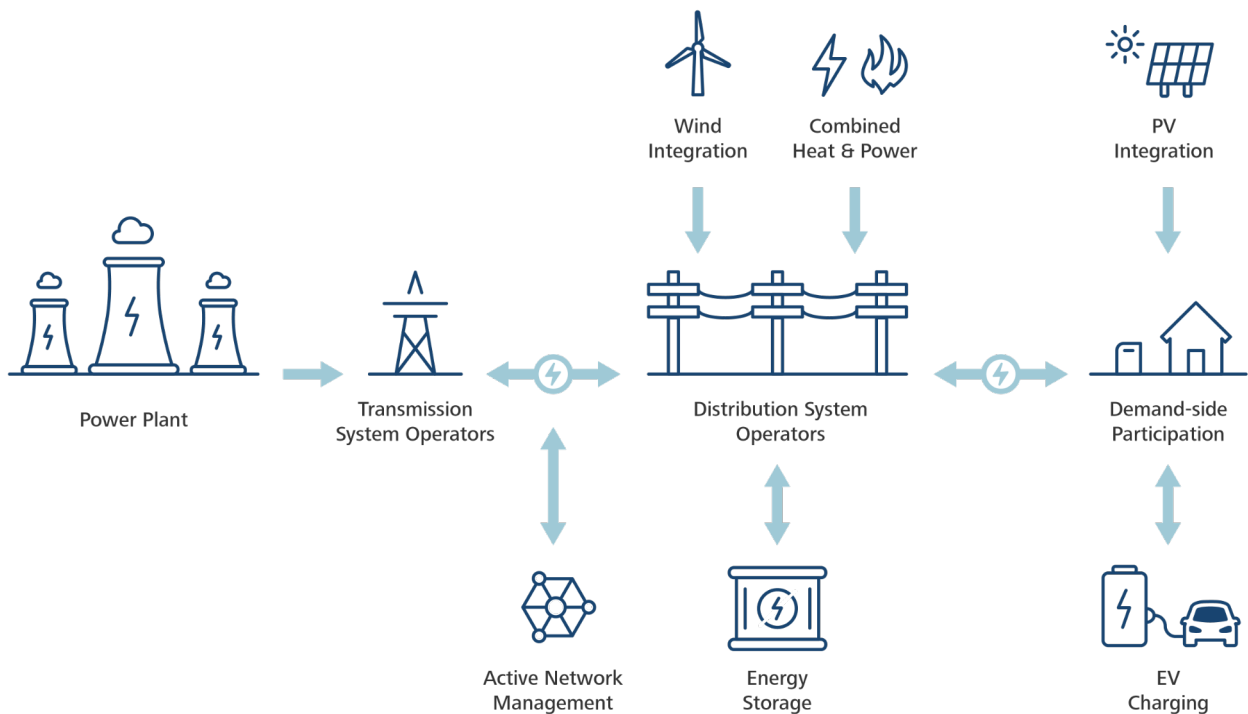 Wind
Integration
Combined
Heat & Power
PV
Integration
Power Plant
Transmission
System Operators
Distribution System
Operators
Demand-side
Participation
Active Network
Management
Energy
Storage
EV
Charging